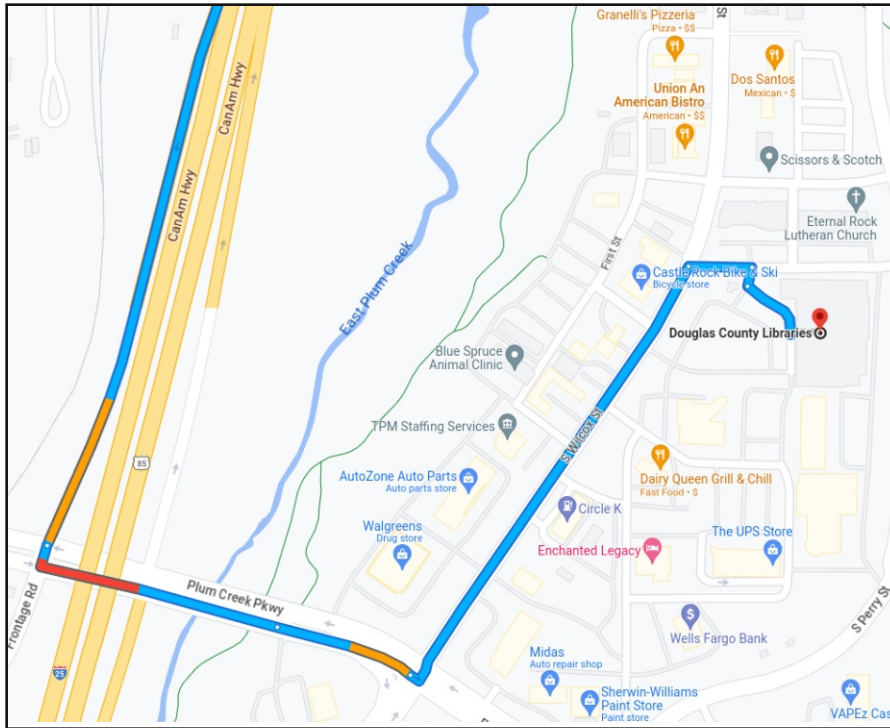 Granelli's Pizzeria
Pizza • $$
St
Dos Santos
Mexican • $
Union An
American Bistro
American • $$
CanAm Hwy
CanAm Hwy
Scissors & Scotch
Eternal Rock
Lutheran Church
First St
Castle Rock Bike & Ski
Bicycle store
East Plum Creek
Douglas County Libraries
Blue Spruce
Animal Clinic
TPM Staffing Services
S Wilcox St
85
AutoZone Auto Parts
Auto parts store
Dairy Queen Grill & Chill
Fast Food • $
Circle K
Walgreens
Drug store
The UPS Store
Enchanted Legacy
Plum Creek Pkwy
Frontage Rd
S Perry St
Wells Fargo Bank
25
Midas
Auto repair shop
Sherwin-Williams
Paint Store
Paint store
VAPEz Cas